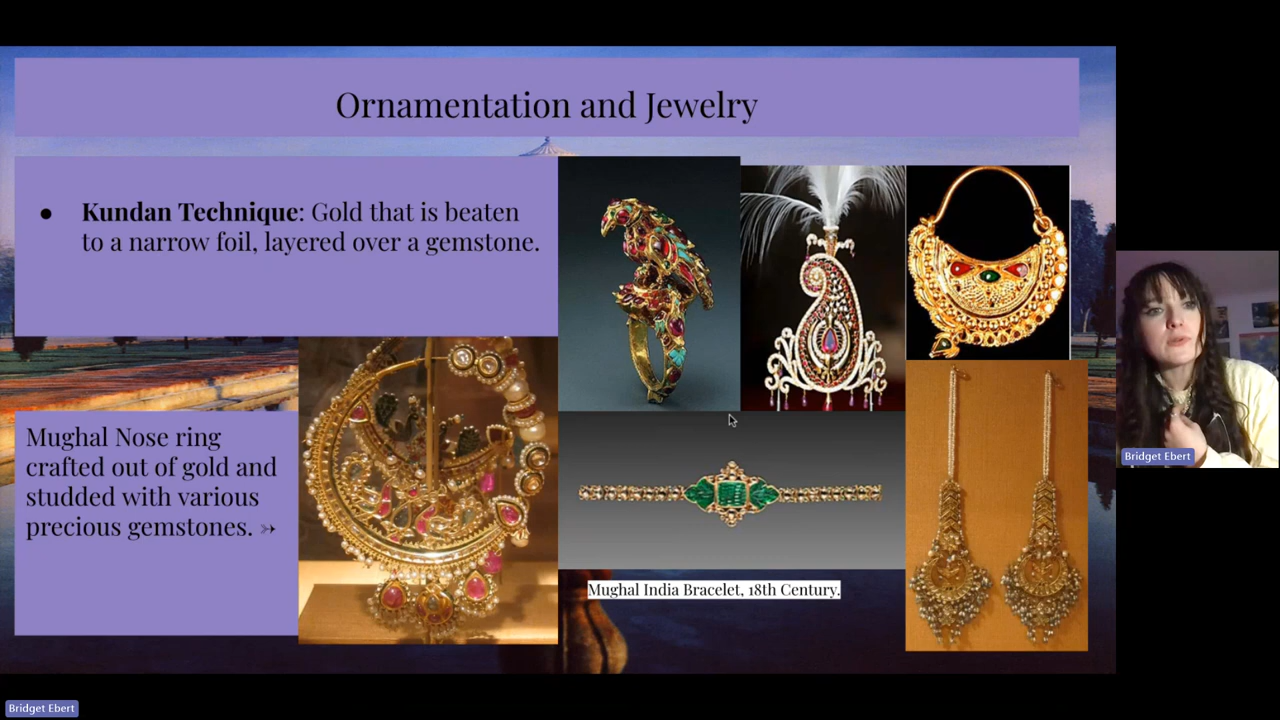 Ornamentation and Jewelry
● Kundan Technique: Gold that is beaten
to a narrow foil, layered over a gemstone.
Mughal Nose ring
crafted out of gold and
studded with various
precious gemstones. ➳
Mughal India Bracelet, 18th Century.
Bridget Ebert
Bridget Ebert